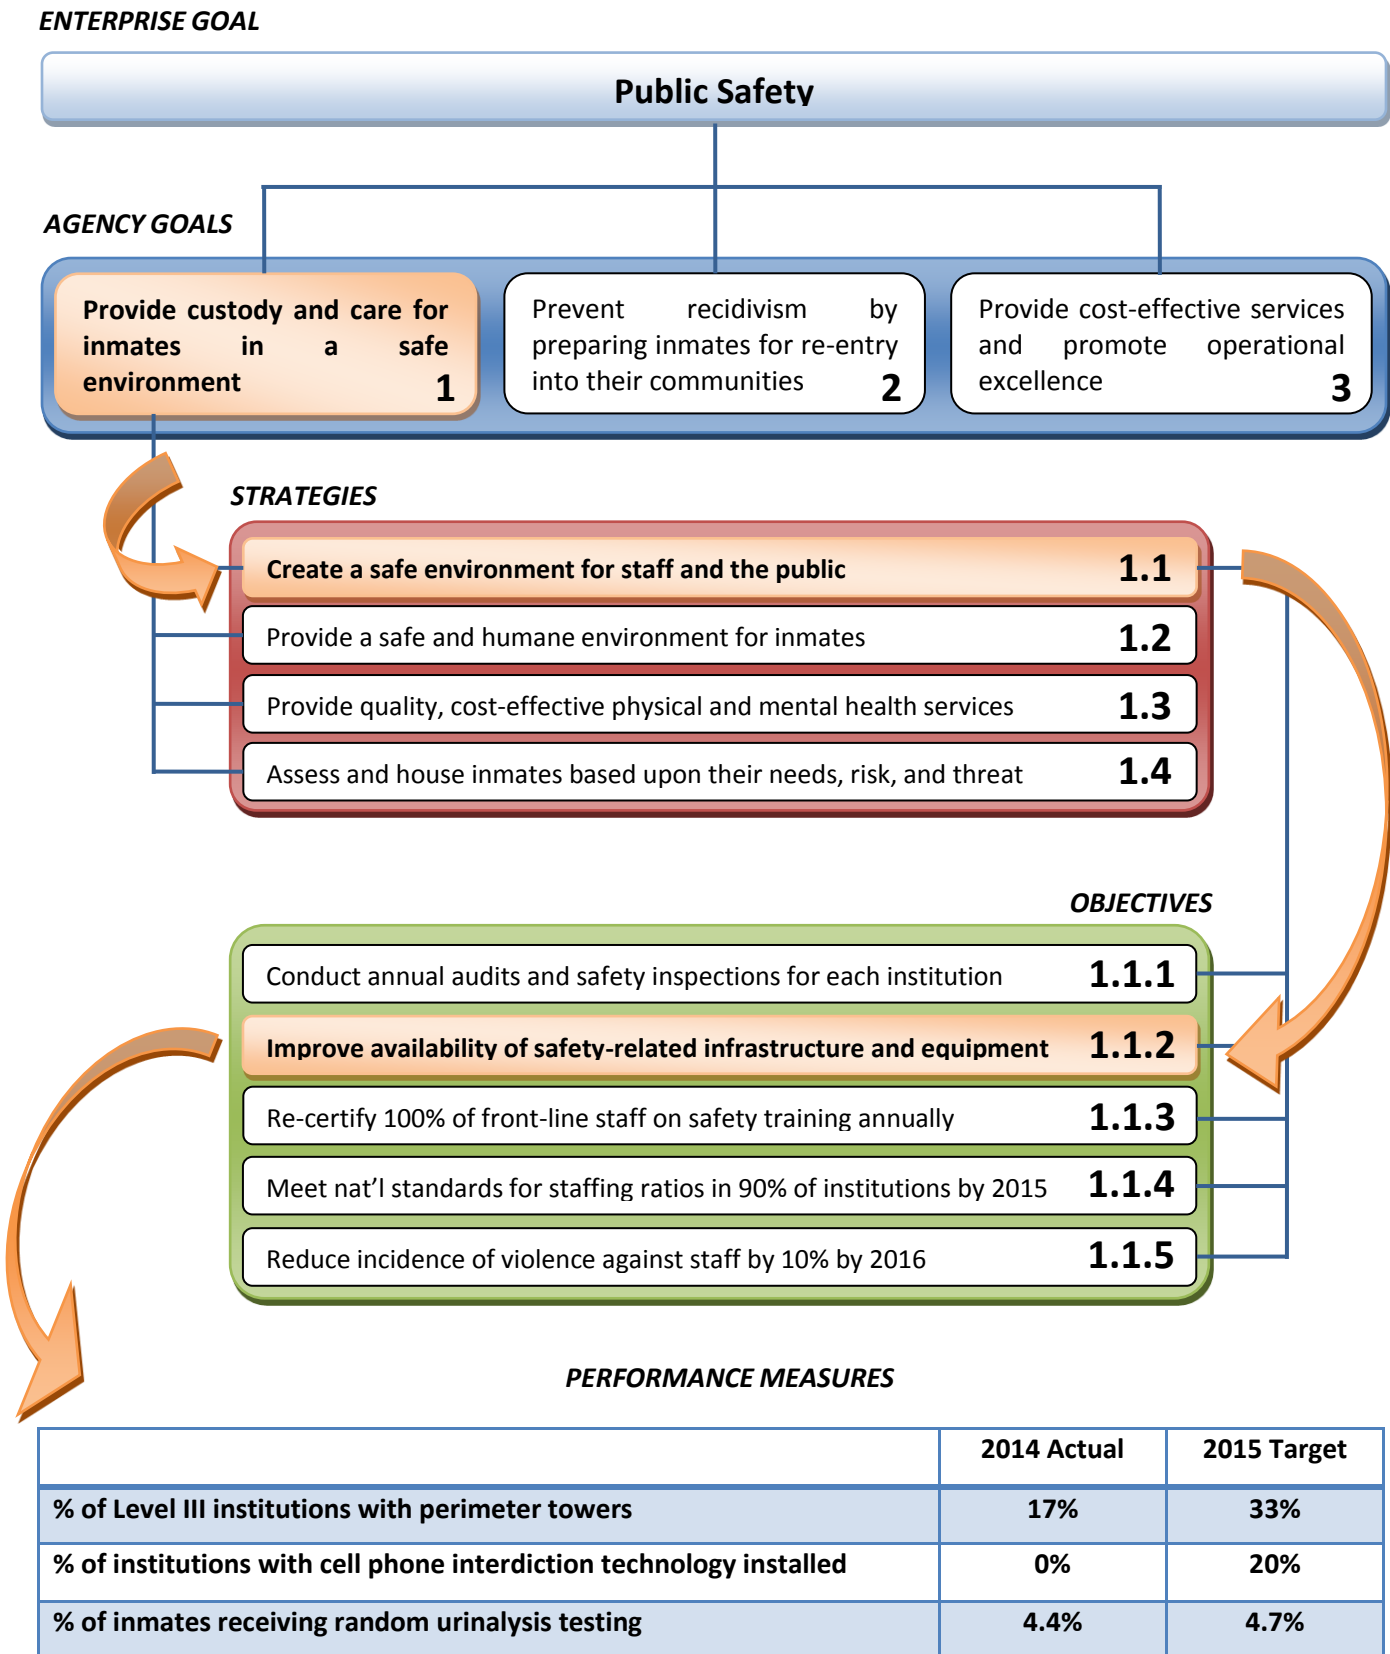 ENTERPRISE GOAL
Public Safety
AGENCY GOALS
Provide custody and care for
inmates in a safe
environment 1
Prevent recidivism by
preparing inmates for re-entry
into their communities 2
Provide cost-effective services
and promote operational
excellence 3
STRATEGIES
Create a safe environment for staff and the public 1.1
Provide a safe and humane environment for inmates 1.2
Provide quality, cost-effective physical and mental health services 1.3
Assess and house inmates based upon their needs, risk, and threat 1.4
OBJECTIVES
Conduct annual audits and safety inspections for each institution 1.1.1
Improve availability of safety-related infrastructure and equipment 1.1.2
Re-certify 100% of front-line staff on safety training annually 1.1.3
Meet nat’l standards for staffing ratios in 90% of institutions by 2015 1.1.4
Reduce incidence of violence against staff by 10% by 2016 1.1.5
PERFORMANCE MEASURES
2014 Actual 2015 Target
% of Level III institutions with perimeter towers 17% 33%
% of institutions with cell phone interdiction technology installed 0% 20%
% of inmates receiving random urinalysis testing 4.4% 4.7%